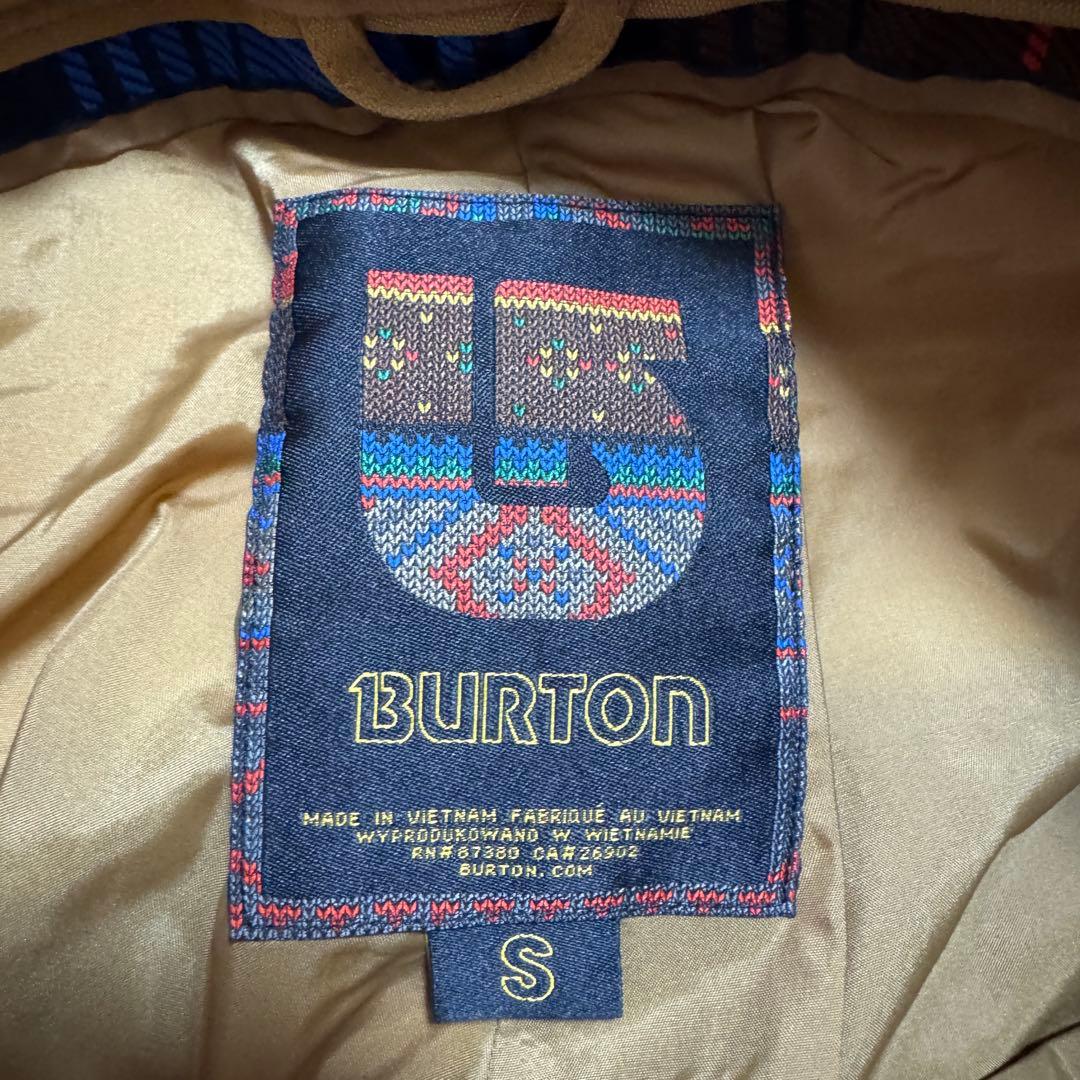 BURTON
MADE IN VIETNAM FABRIQUÉ AU VIETNAM
WYPRODUKOWANO W WIETNAMIE
RN#87380 CA#26902
BURTON.COM
S